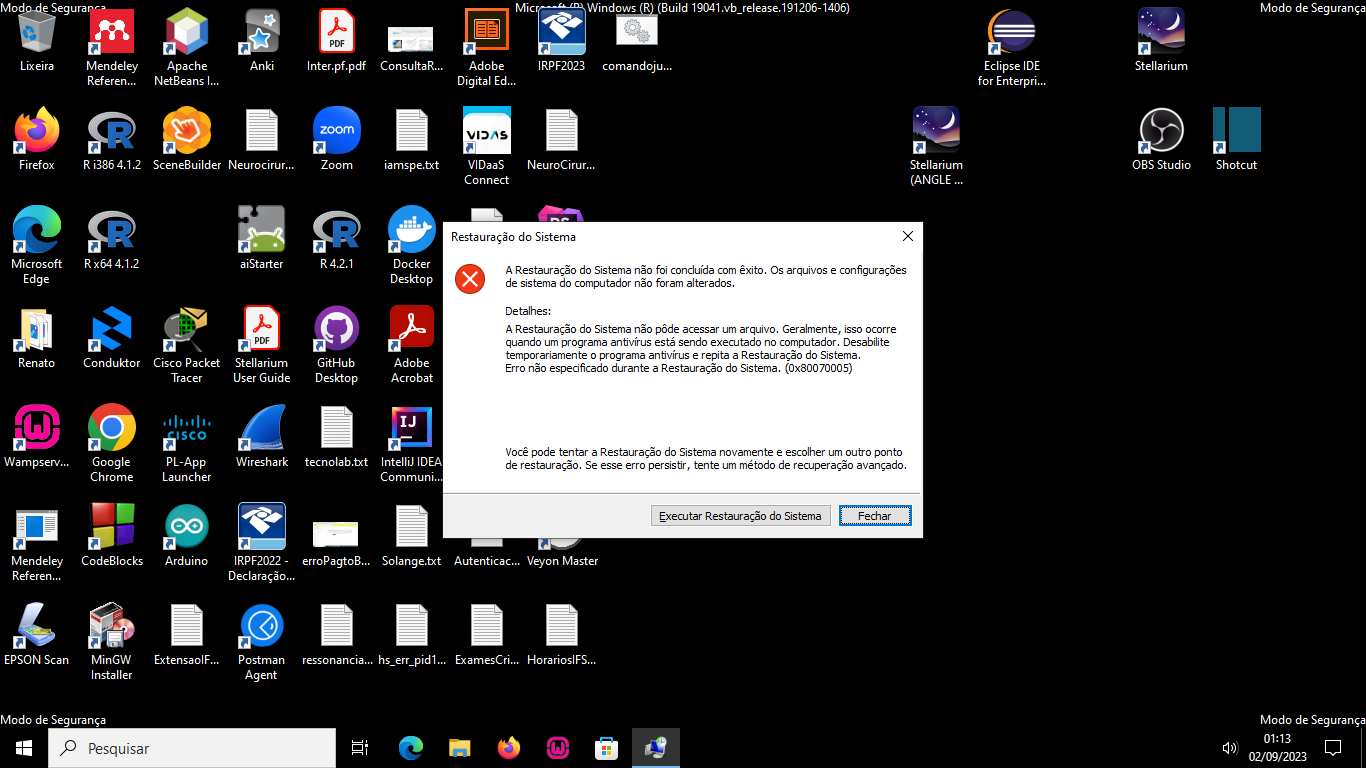 Modo de Segurança
Microsoft (R) Windows (R) (Build 19041.vb_release.191206-1406)
Modo de Segurança
Lixeira
Mendeley
Referen...
Apache
NetBeans I...
Anki
PDF
Inter.pf.pdf
ConsultaR...
Adobe
Digital Ed...
IRPF2023
comandoju...
Eclipse IDE
for Enterpri...
Stellarium
Firefox
R i386 4.1.2
SceneBuilder
Neurocirur...
zoom
Zoom
iamspe.txt
VIDAS
VIDaaS
Connect
NeuroCirur...
Stellarium
(ANGLE ...
OBS Studio
Shotcut
Microsoft
Edge
R x64 4.1.2
aiStarter
R 4.2.1
Docker
Desktop
Renato
Conduktor
Cisco Packet
Tracer
PDF
Stellarium
User Guide
GitHub
Desktop
Adobe
Acrobat
Wampserv...
Google
Chrome
CISCO
PL-App
Launcher
Wireshark
tecnolab.txt
IJ
IntelliJ IDEA
Communi...
Mendeley
Referen...
CodeBlocks
Arduino
IRPF2022 -
Declaração...
erroPagtoB...
Solange.txt
Autenticac...
Veyon Master
EPSON Scan
MinGW
Installer
ExtensaoIF...
Postman
Agent
ressonancia...
hs_err_pid1...
ExamesCri...
HorariosIFS...
Restauração do Sistema
A Restauração do Sistema não foi concluída com êxito. Os arquivos e configurações
de sistema do computador não foram alterados.
Detalhes:
A Restauração do Sistema não pôde acessar um arquivo. Geralmente, isso ocorre
quando um programa antivírus está sendo executado no computador. Desabilite
temporariamente o programa antivírus e repita a Restauração do Sistema.
Erro não especificado durante a Restauração do Sistema. (0x80070005)
Você pode tentar a Restauração do Sistema novamente e escolher um outro ponto
de restauração. Se esse erro persistir, tente um método de recuperação avançado.
Executar Restauração do Sistema
Fechar
Modo de Segurança
Modo de Segurança
Pesquisar
01:13
02/09/2023